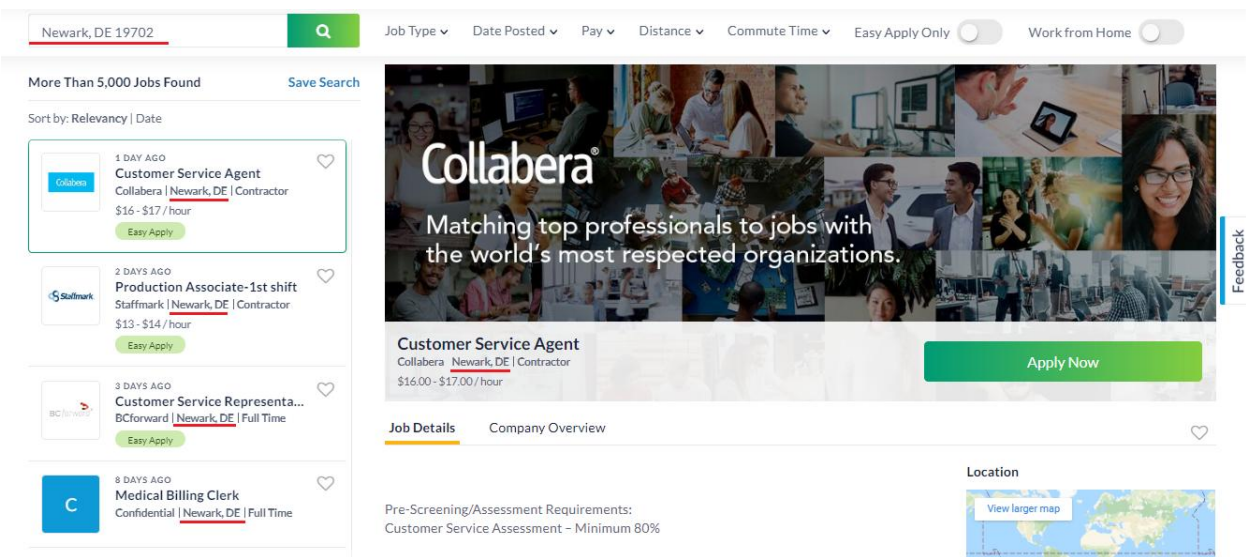 Newark, DE 19702
Job Type Date Posted Pay Distance Commute Time Easy Apply Only Work from Home
More Than 5,000 Jobs Found Save Search
Sort by: Relevancy | Date
Collabera
1 DAY AGO
Customer Service Agent
Collabera | Newark, DE | Contractor
$16 - $17 / hour
Easy Apply
Staffmark
2 DAYS AGO
Production Associate-1st shift
Staffmark | Newark, DE | Contractor
$13 - $14 / hour
Easy Apply
BCforward
3 DAYS AGO
Customer Service Representa...
BCforward | Newark, DE | Full Time
Easy Apply
C
8 DAYS AGO
Medical Billing Clerk
Confidential | Newark, DE | Full Time
Collabera®
Matching top professionals to jobs with
the world's most respected organizations.
Customer Service Agent
Collabera Newark, DE | Contractor
$16.00 - $17.00 / hour
Apply Now
Job Details Company Overview
Pre-Screening/Assessment Requirements:
Customer Service Assessment – Minimum 80%
Location
View larger map
Feedback